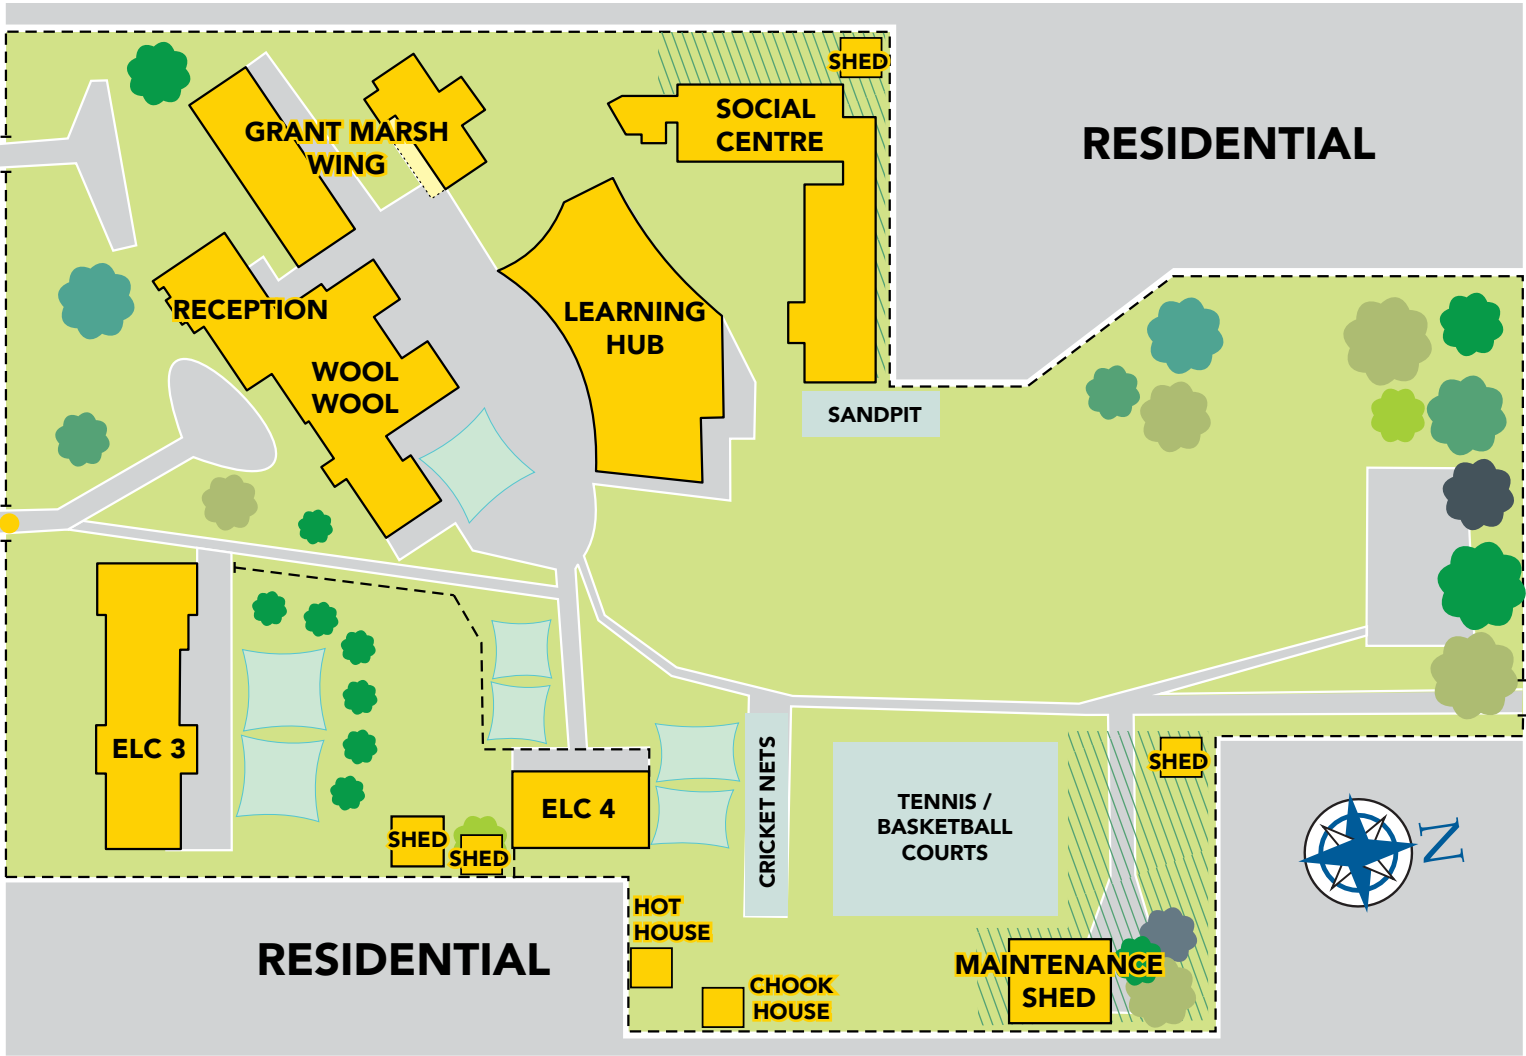 SHED
SOCIAL
CENTRE
GRANT MARSH
WING
RESIDENTIAL
RECEPTION
LEARNING
HUB
WOOL
WOOL
SANDPIT
ELC 3
ELC 4
SHED
SHED
CRICKET NETS
TENNIS /
BASKETBALL
COURTS
SHED
N
HOT
HOUSE
RESIDENTIAL
CHOOK
HOUSE
MAINTENANCE
SHED